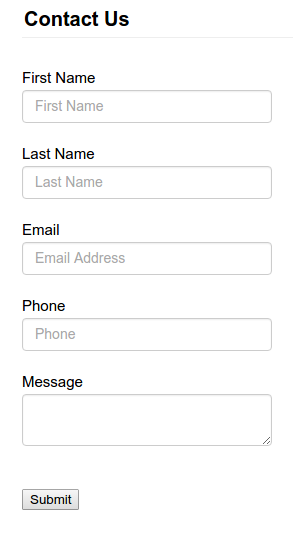 Contact Us
First Name
First Name
Last Name
Last Name
Email
Email Address
Phone
Phone
Message
Submit